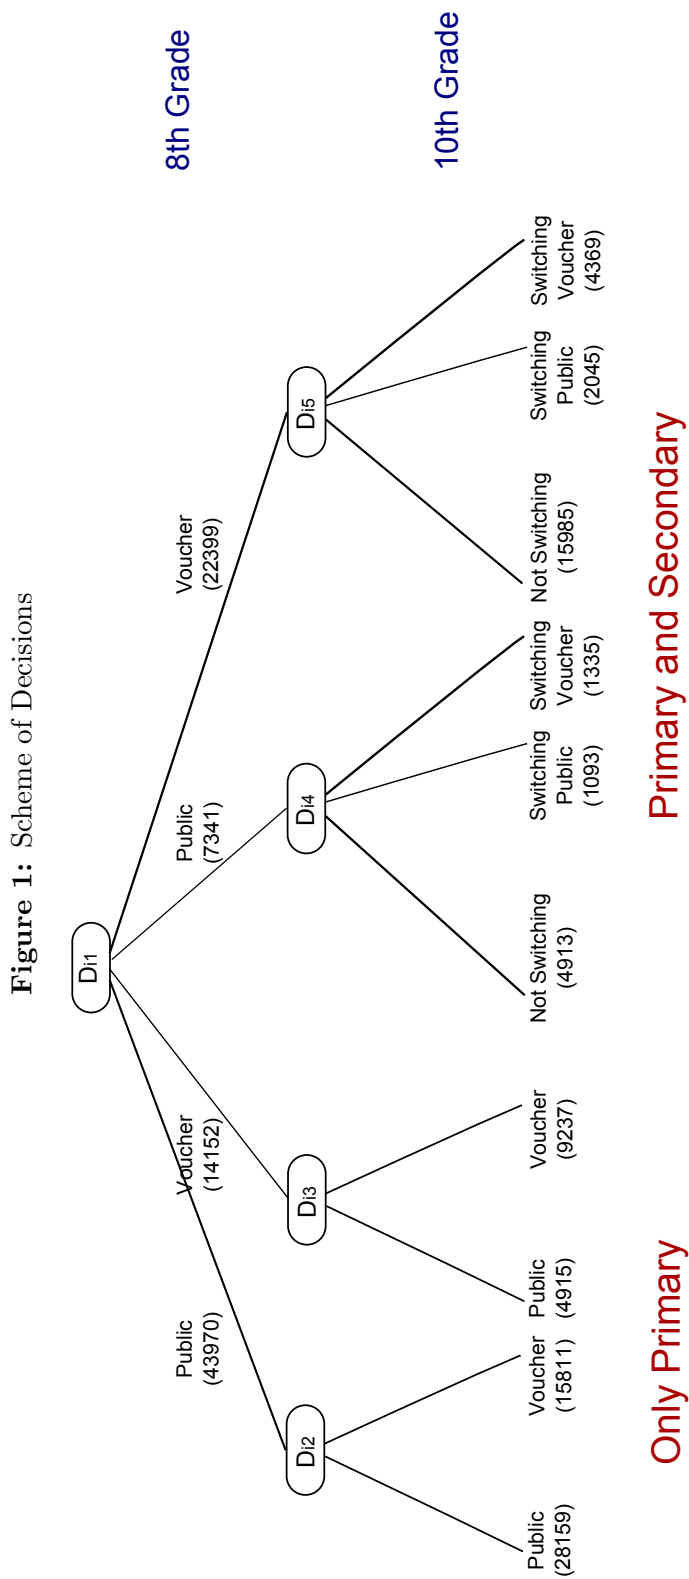 Figure 1: Scheme of Decisions
Di1
8th Grade
Public
(43970)
Voucher
(14152)
Public
(7341)
Voucher
(22399)
Di2
Di3
Di4
Di5
10th Grade
Public
(28159)
Voucher
(15811)
Public
(4915)
Voucher
(9237)
Not Switching
(4913)
Switching
Public
(1093)
Switching
Voucher
(1335)
Not Switching
(15985)
Switching
Public
(2045)
Switching
Voucher
(4369)
Only Primary
Primary and Secondary